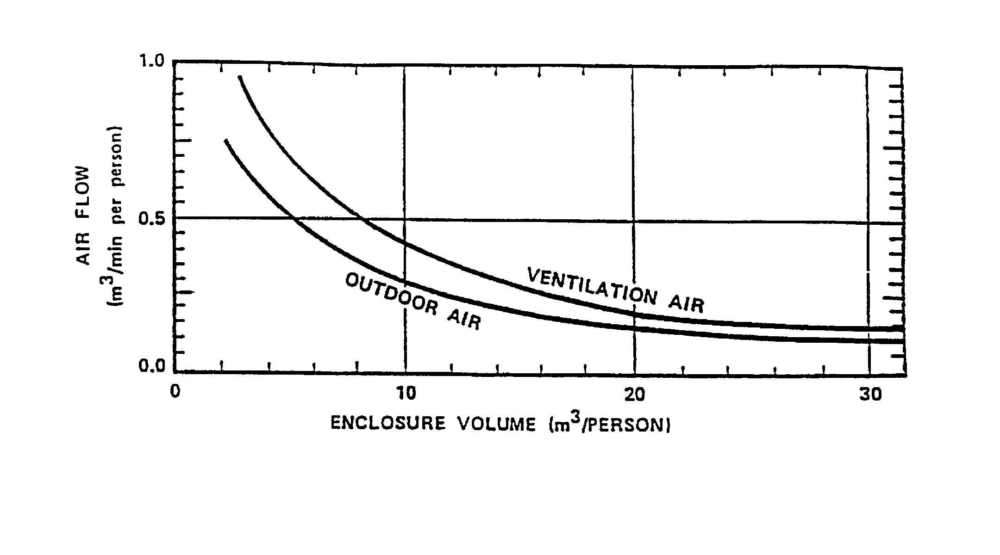 1.0
0.5
0.0
AIR FLOW
(m³/min per person)
VENTILATION AIR
OUTDOOR AIR
0 10 20 30
ENCLOSURE VOLUME (m³/PERSON)